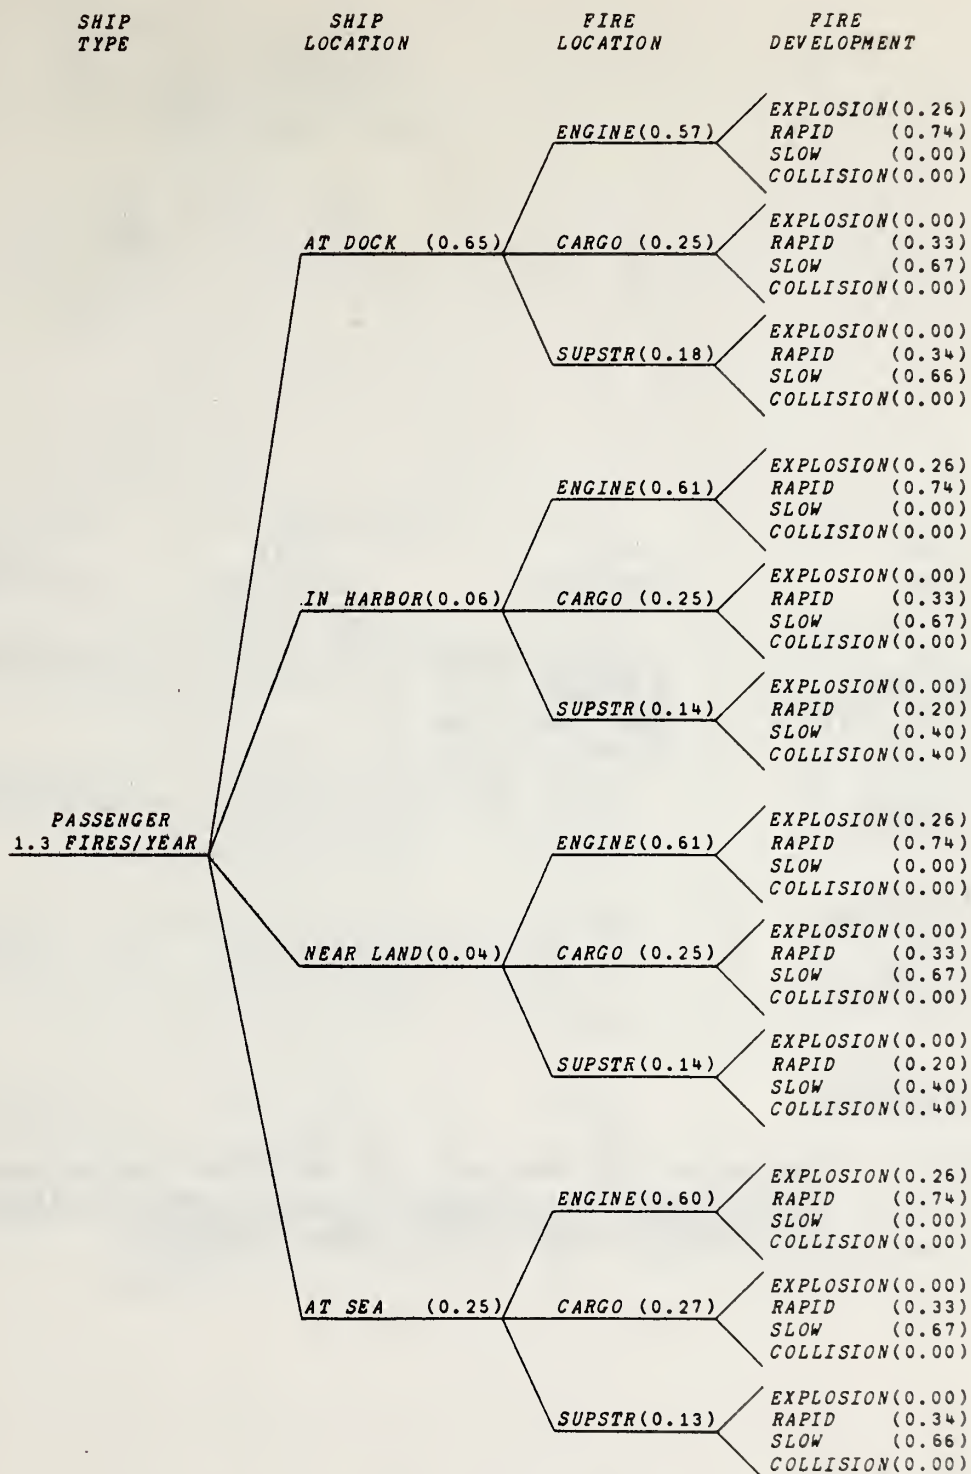 SHIP TYPE
SHIP LOCATION
FIRE LOCATION
FIRE DEVELOPMENT
PASSENGER
1.3 FIRES/YEAR
AT DOCK (0.65)
ENGINE(0.57)
EXPLOSION(0.26)
RAPID (0.74)
SLOW (0.00)
COLLISION(0.00)
CARGO (0.25)
EXPLOSION(0.00)
RAPID (0.33)
SLOW (0.67)
COLLISION(0.00)
SUPSTR(0.18)
EXPLOSION(0.00)
RAPID (0.34)
SLOW (0.66)
COLLISION(0.00)
IN HARBOR(0.06)
ENGINE(0.61)
EXPLOSION(0.26)
RAPID (0.74)
SLOW (0.00)
COLLISION(0.00)
CARGO (0.25)
EXPLOSION(0.00)
RAPID (0.33)
SLOW (0.67)
COLLISION(0.00)
SUPSTR(0.14)
EXPLOSION(0.00)
RAPID (0.20)
SLOW (0.40)
COLLISION(0.40)
NEAR LAND(0.04)
ENGINE(0.61)
EXPLOSION(0.26)
RAPID (0.74)
SLOW (0.00)
COLLISION(0.00)
CARGO (0.25)
EXPLOSION(0.00)
RAPID (0.33)
SLOW (0.67)
COLLISION(0.00)
SUPSTR(0.14)
EXPLOSION(0.00)
RAPID (0.20)
SLOW (0.40)
COLLISION(0.40)
AT SEA (0.25)
ENGINE(0.60)
EXPLOSION(0.26)
RAPID (0.74)
SLOW (0.00)
COLLISION(0.00)
CARGO (0.27)
EXPLOSION(0.00)
RAPID (0.33)
SLOW (0.67)
COLLISION(0.00)
SUPSTR(0.13)
EXPLOSION(0.00)
RAPID (0.34)
SLOW (0.66)
COLLISION(0.00)